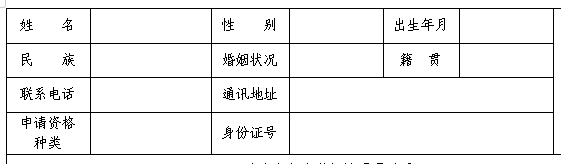 姓 名 性 别 出生年月
民 族 婚姻状况 籍 贯
联系电话 通讯地址
申请资格
种类 身份证号